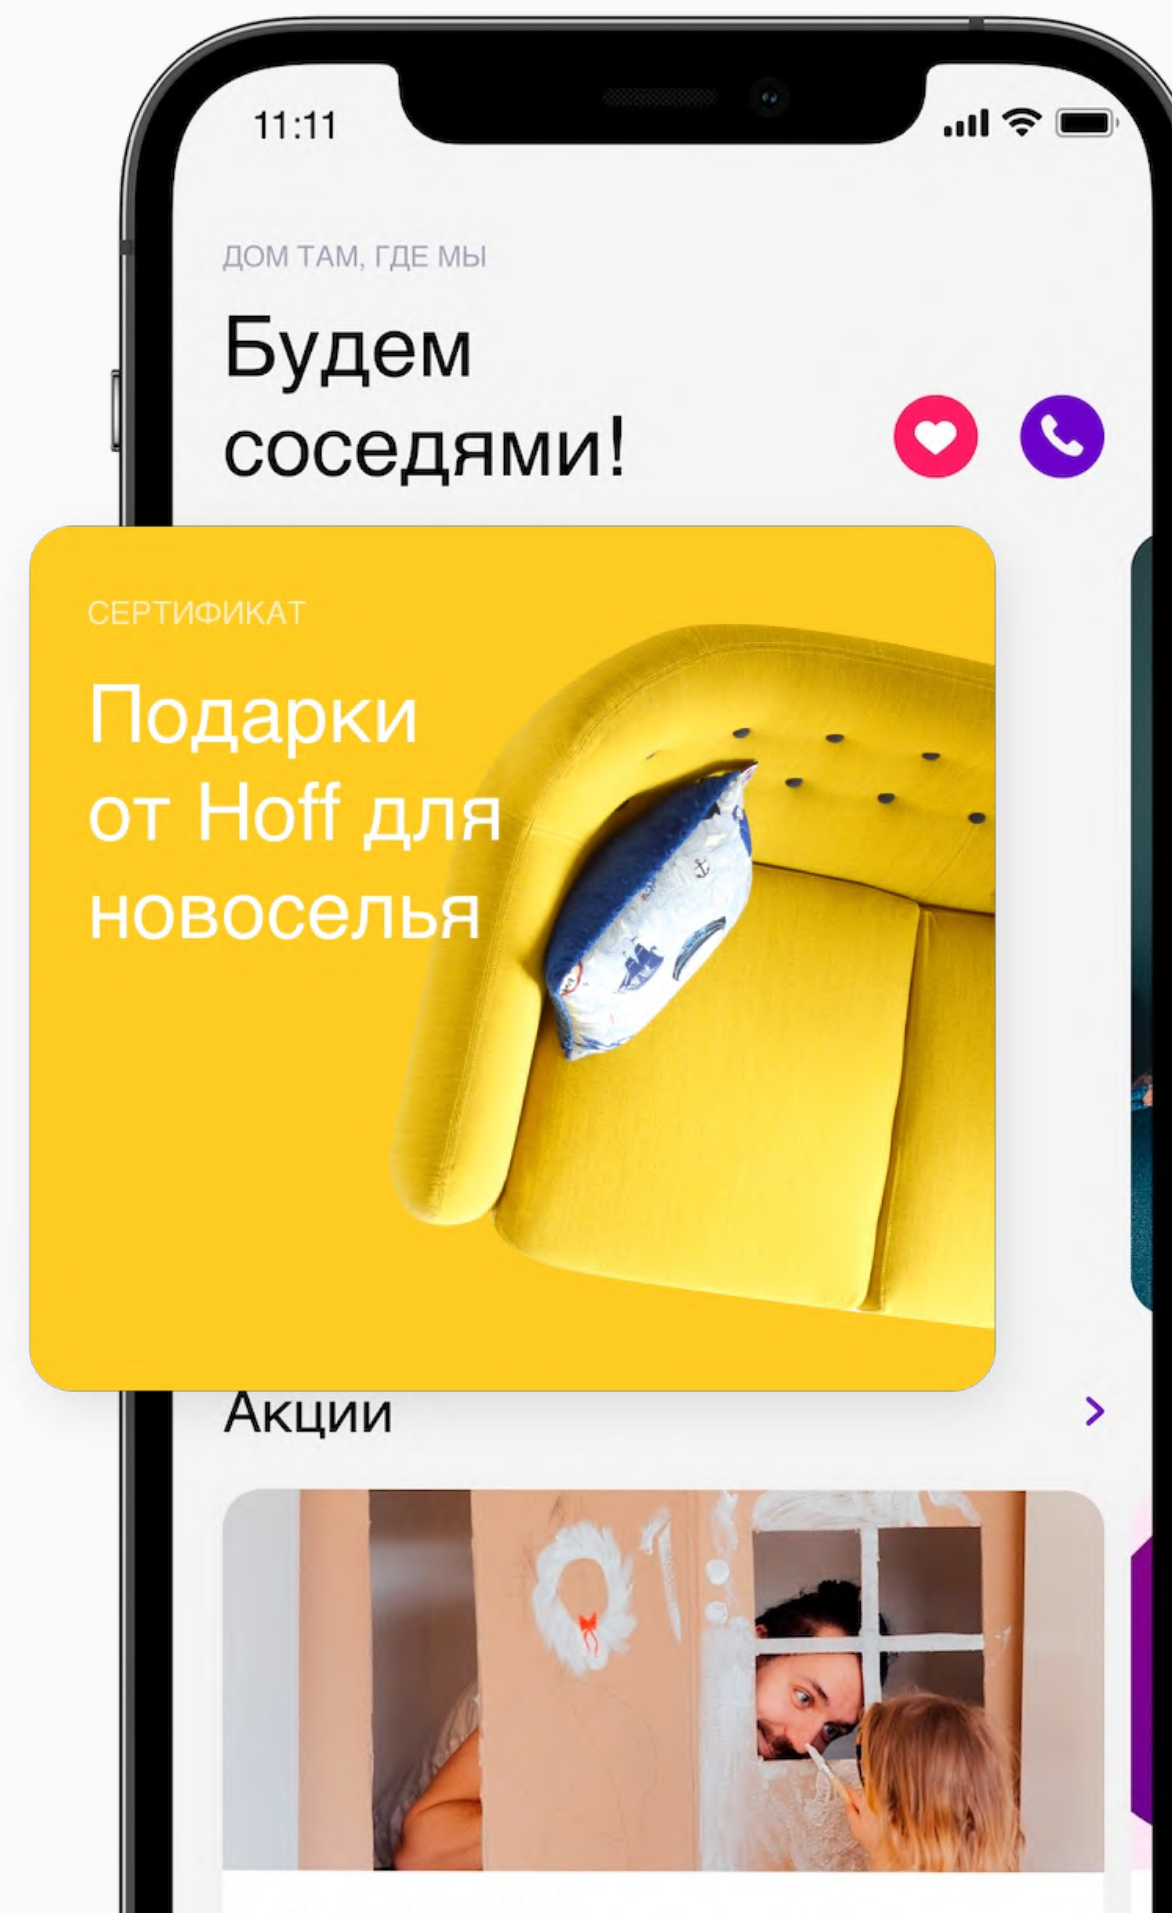 11:11
ДОМ ТАМ, ГДЕ МЫ
Будем
соседями!
СЕРТИФИКАТ
Подарки
от Hoff для
новоселья
Акции